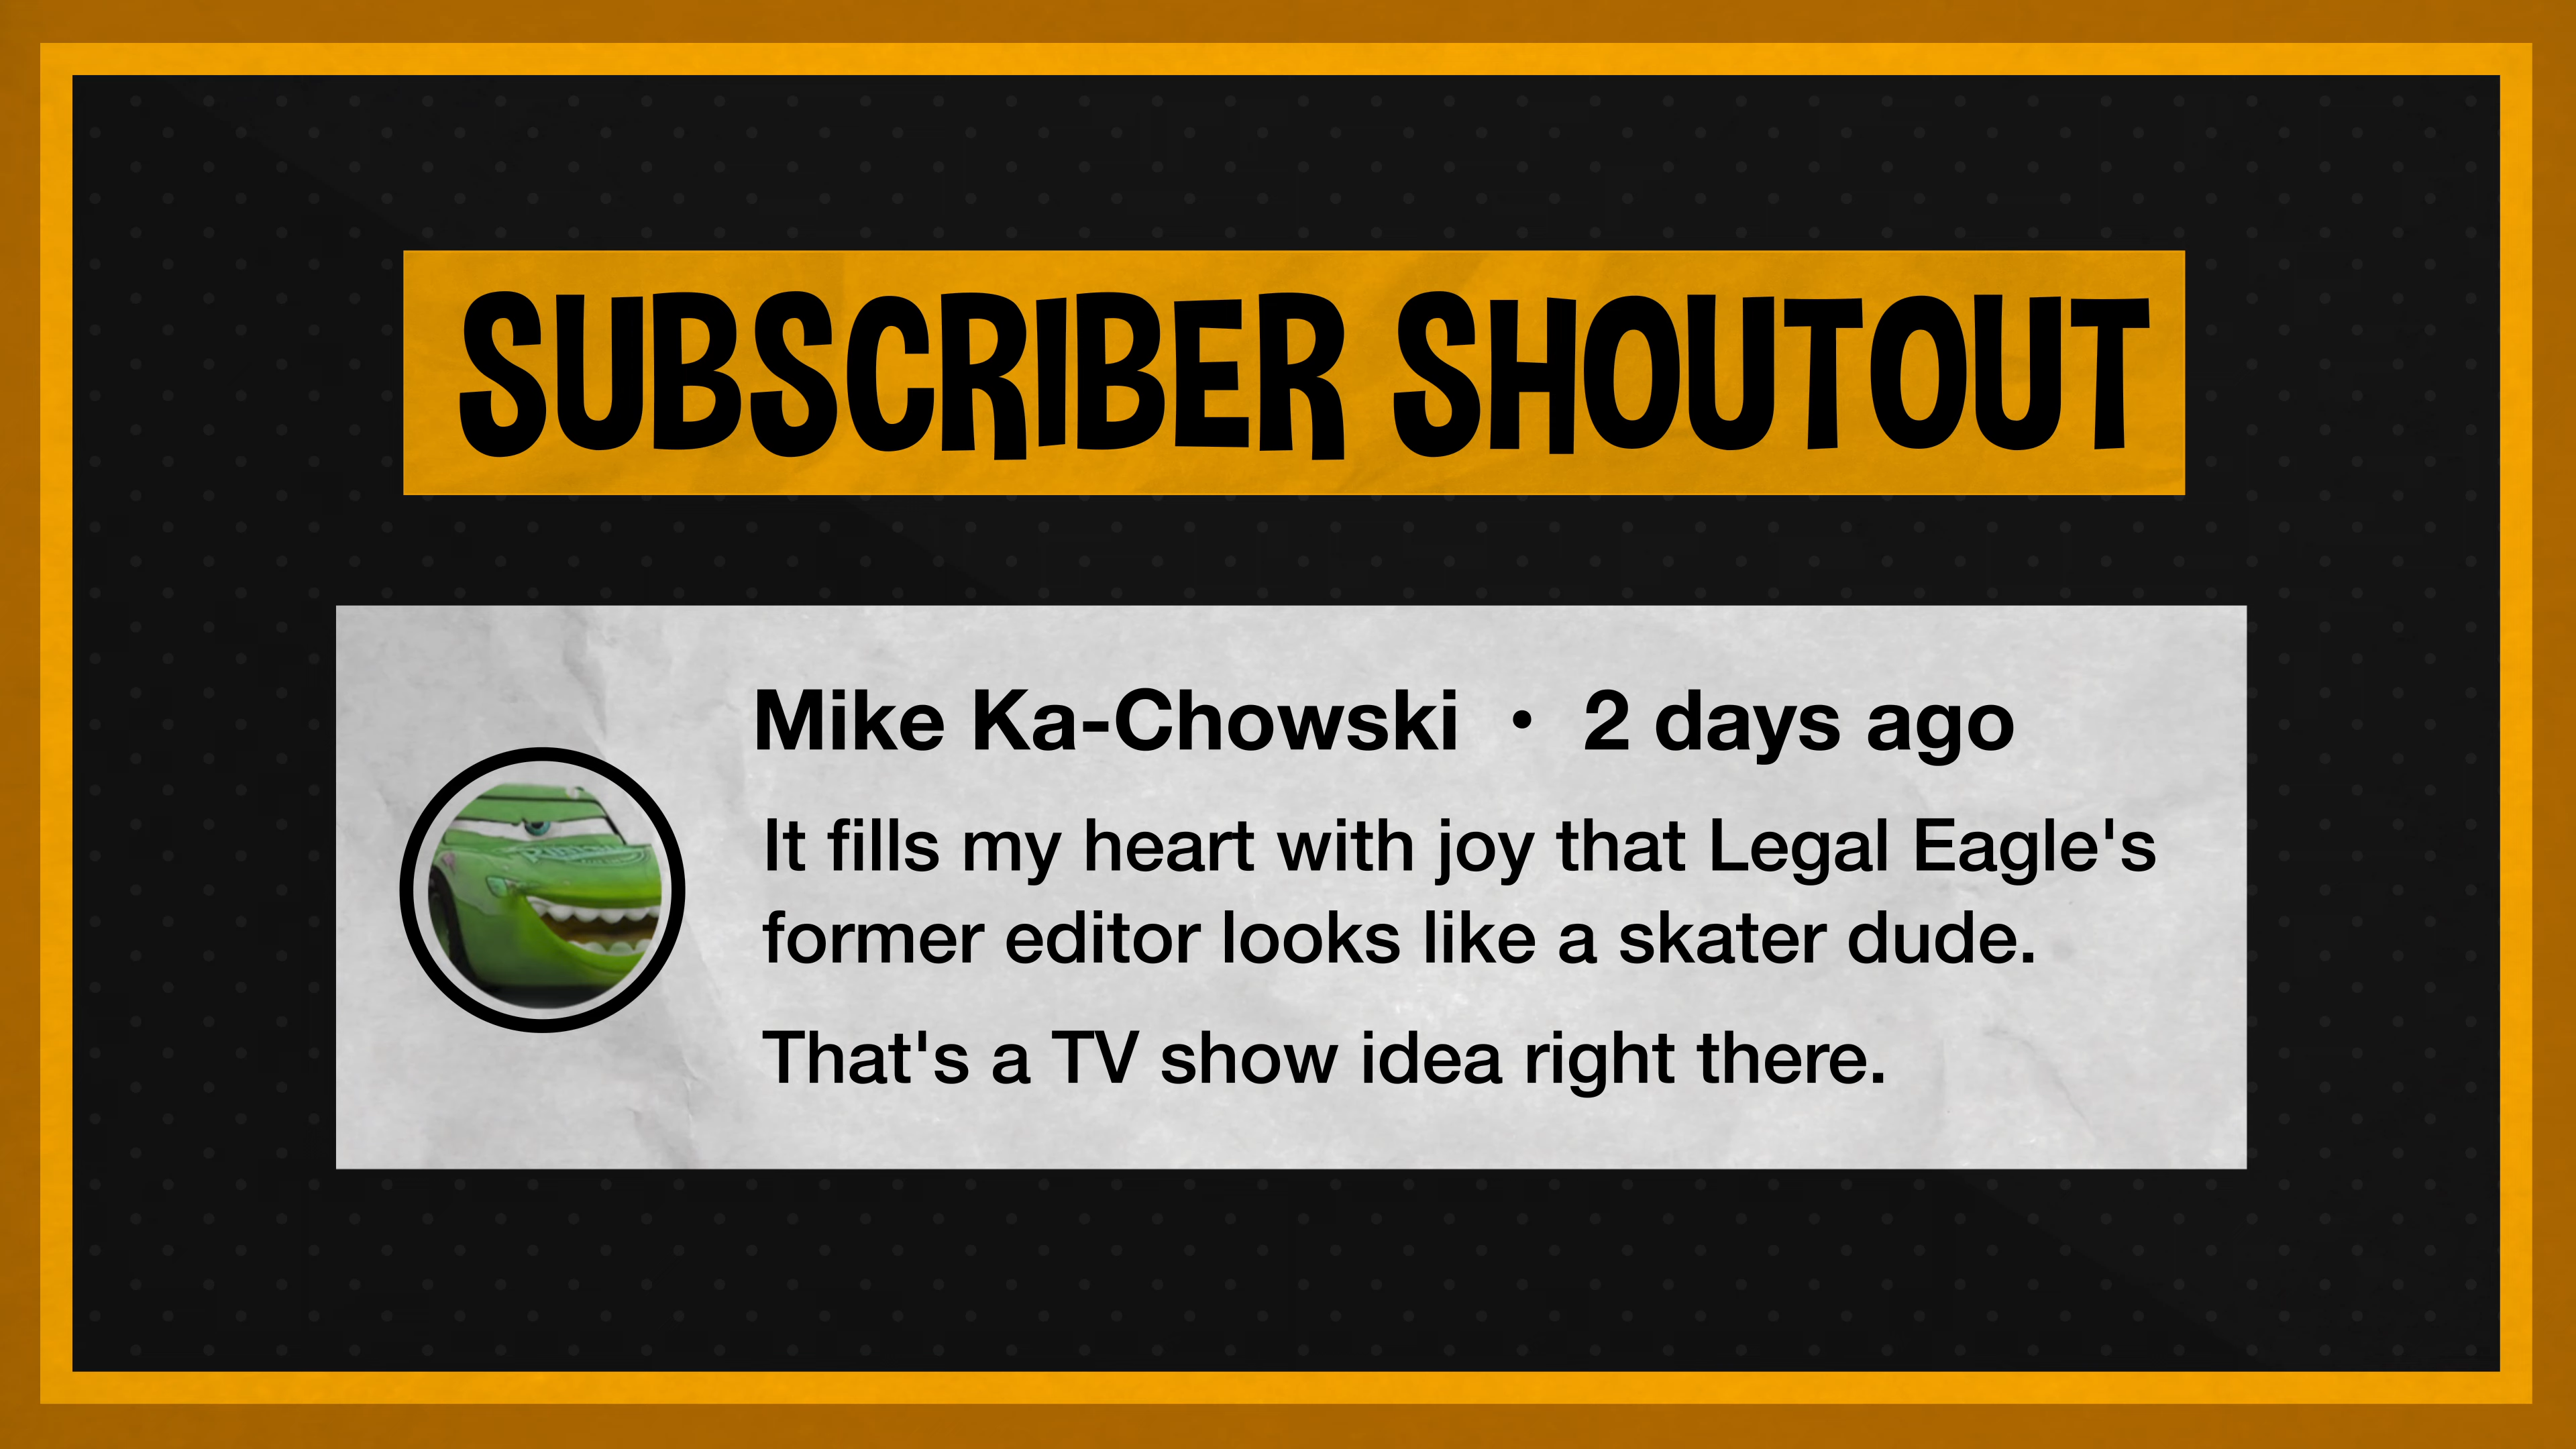 SUBSCRIBER SHOUTOUT
Mike Ka-Chowski • 2 days ago
It fills my heart with joy that Legal Eagle's
former editor looks like a skater dude.
That's a TV show idea right there.